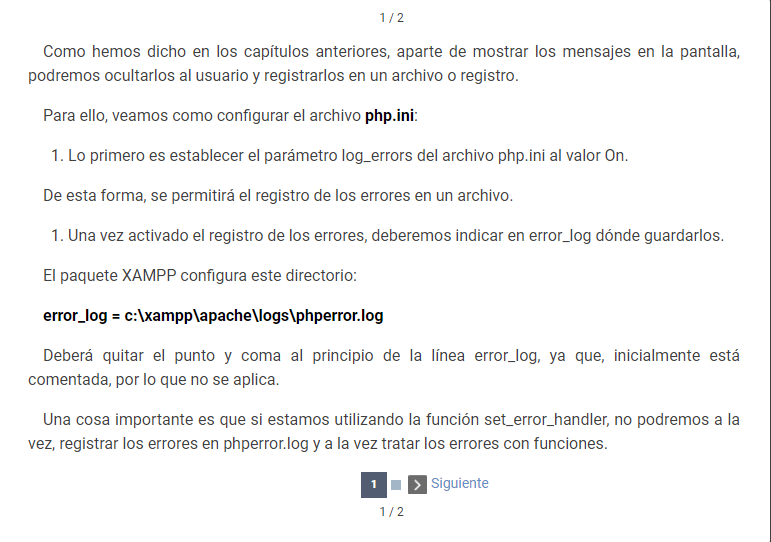 1 / 2
Como hemos dicho en los capítulos anteriores, aparte de mostrar los mensajes en la pantalla,
podremos ocultarlos al usuario y registrarlos en un archivo o registro.
Para ello, veamos como configurar el archivo php.ini:
1. Lo primero es establecer el parámetro log_errors del archivo php.ini al valor On.
De esta forma, se permitirá el registro de los errores en un archivo.
1. Una vez activado el registro de los errores, deberemos indicar en error_log dónde guardarlos.
El paquete XAMPP configura este directorio:
error_log = c:\xampp\apache\logs\phperror.log
Deberá quitar el punto y coma al principio de la línea error_log, ya que, inicialmente está
comentada, por lo que no se aplica.
Una cosa importante es que si estamos utilizando la función set_error_handler, no podremos a la
vez, registrar los errores en phperror.log y a la vez tratar los errores con funciones.
1 Siguiente
1 / 2